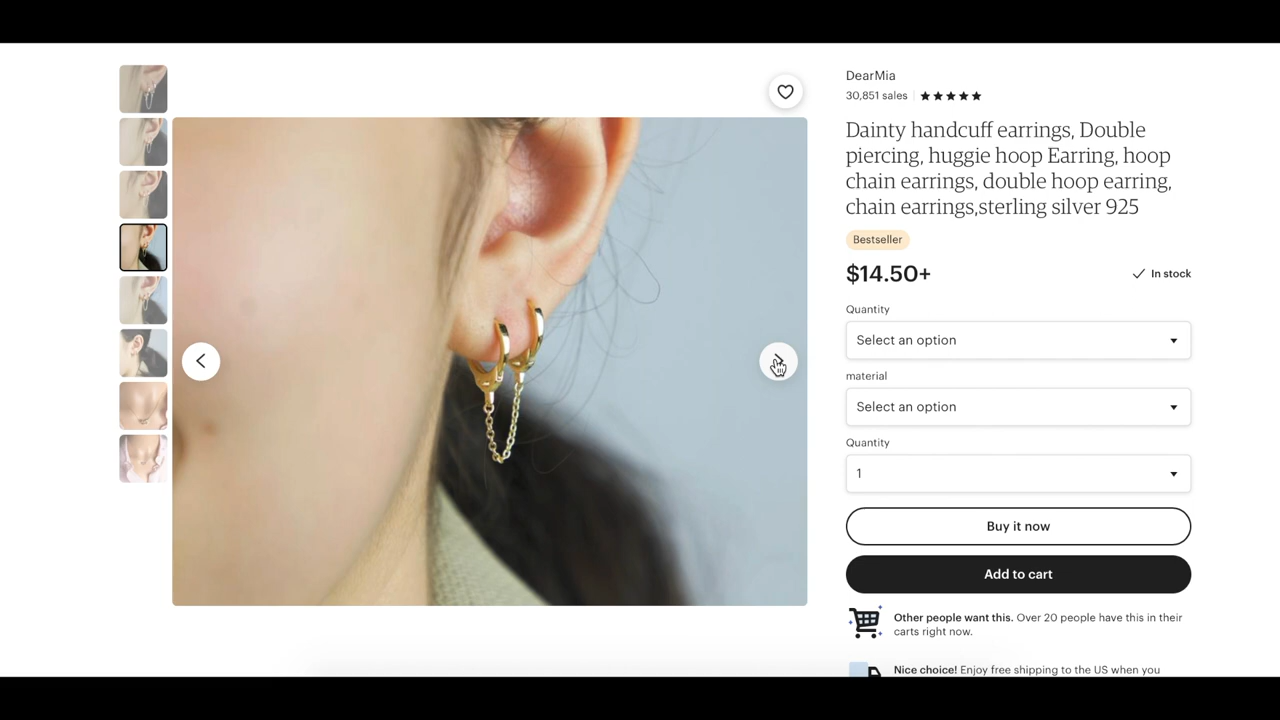 DearMia
30,851 sales
Dainty handcuff earrings, Double
piercing, huggie hoop Earring, hoop
chain earrings, double hoop earring,
chain earrings,sterling silver 925
Bestseller
$14.50+
In stock
Quantity
Select an option
material
Select an option
Quantity
1
Buy it now
Add to cart
Other people want this. Over 20 people have this in their
carts right now.
Nice choice! Enjoy free shipping to the US when you